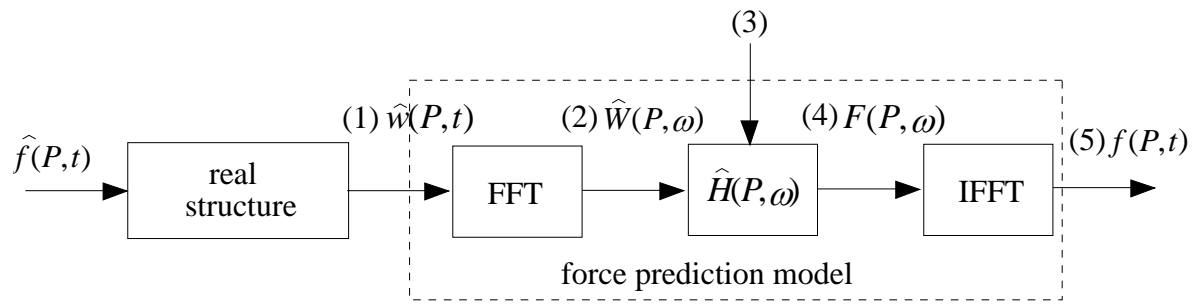 (3)
(1) ŵ(P,t)
(2) Ŵ(P,ω)
(4) F(P,ω)
(5) f(P,t)
f̂(P,t)
real
structure
FFT
Ĥ(P,ω)
IFFT
force prediction model